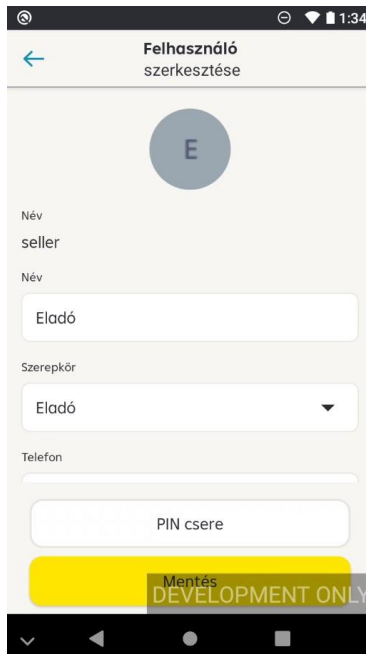 1:34
Felhasználó
szerkesztése
E
Név
seller
Név
Eladó
Szerepkör
Eladó
Telefon
PIN csere
Mentés
DEVELOPMENT ONLY